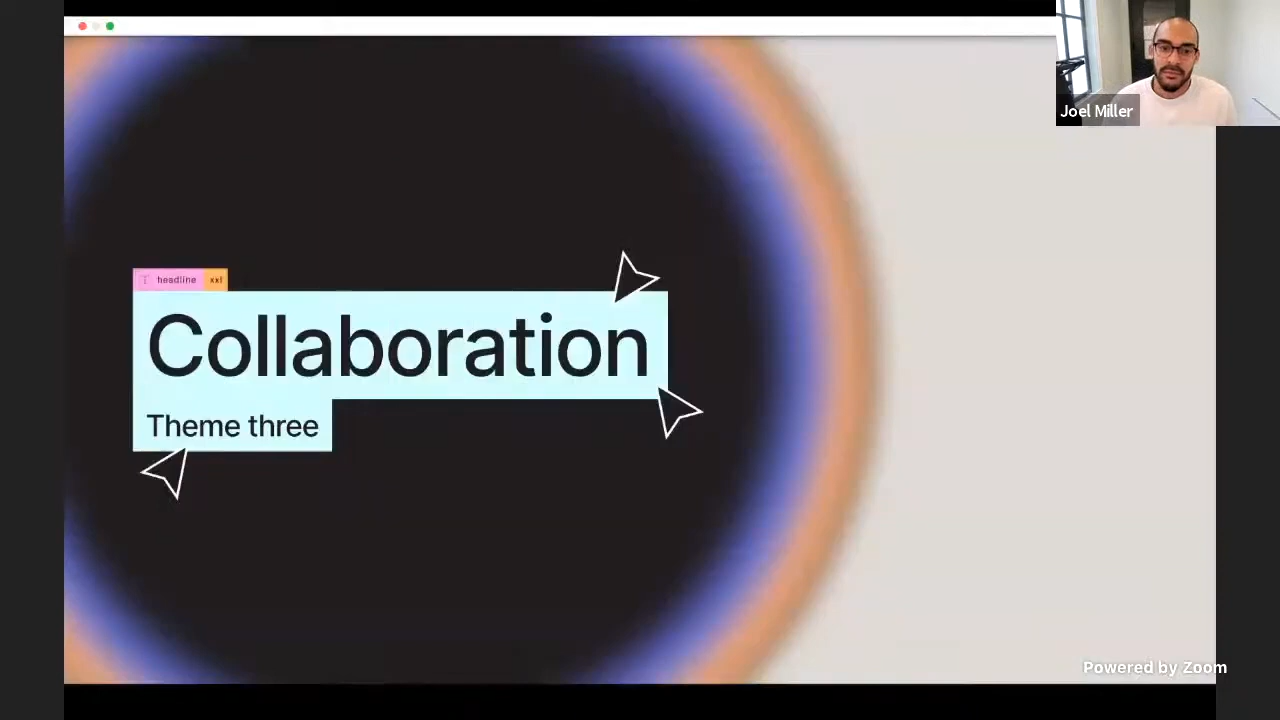 Joel Miller
T headline xxl
Collaboration
Theme three
Powered by Zoom